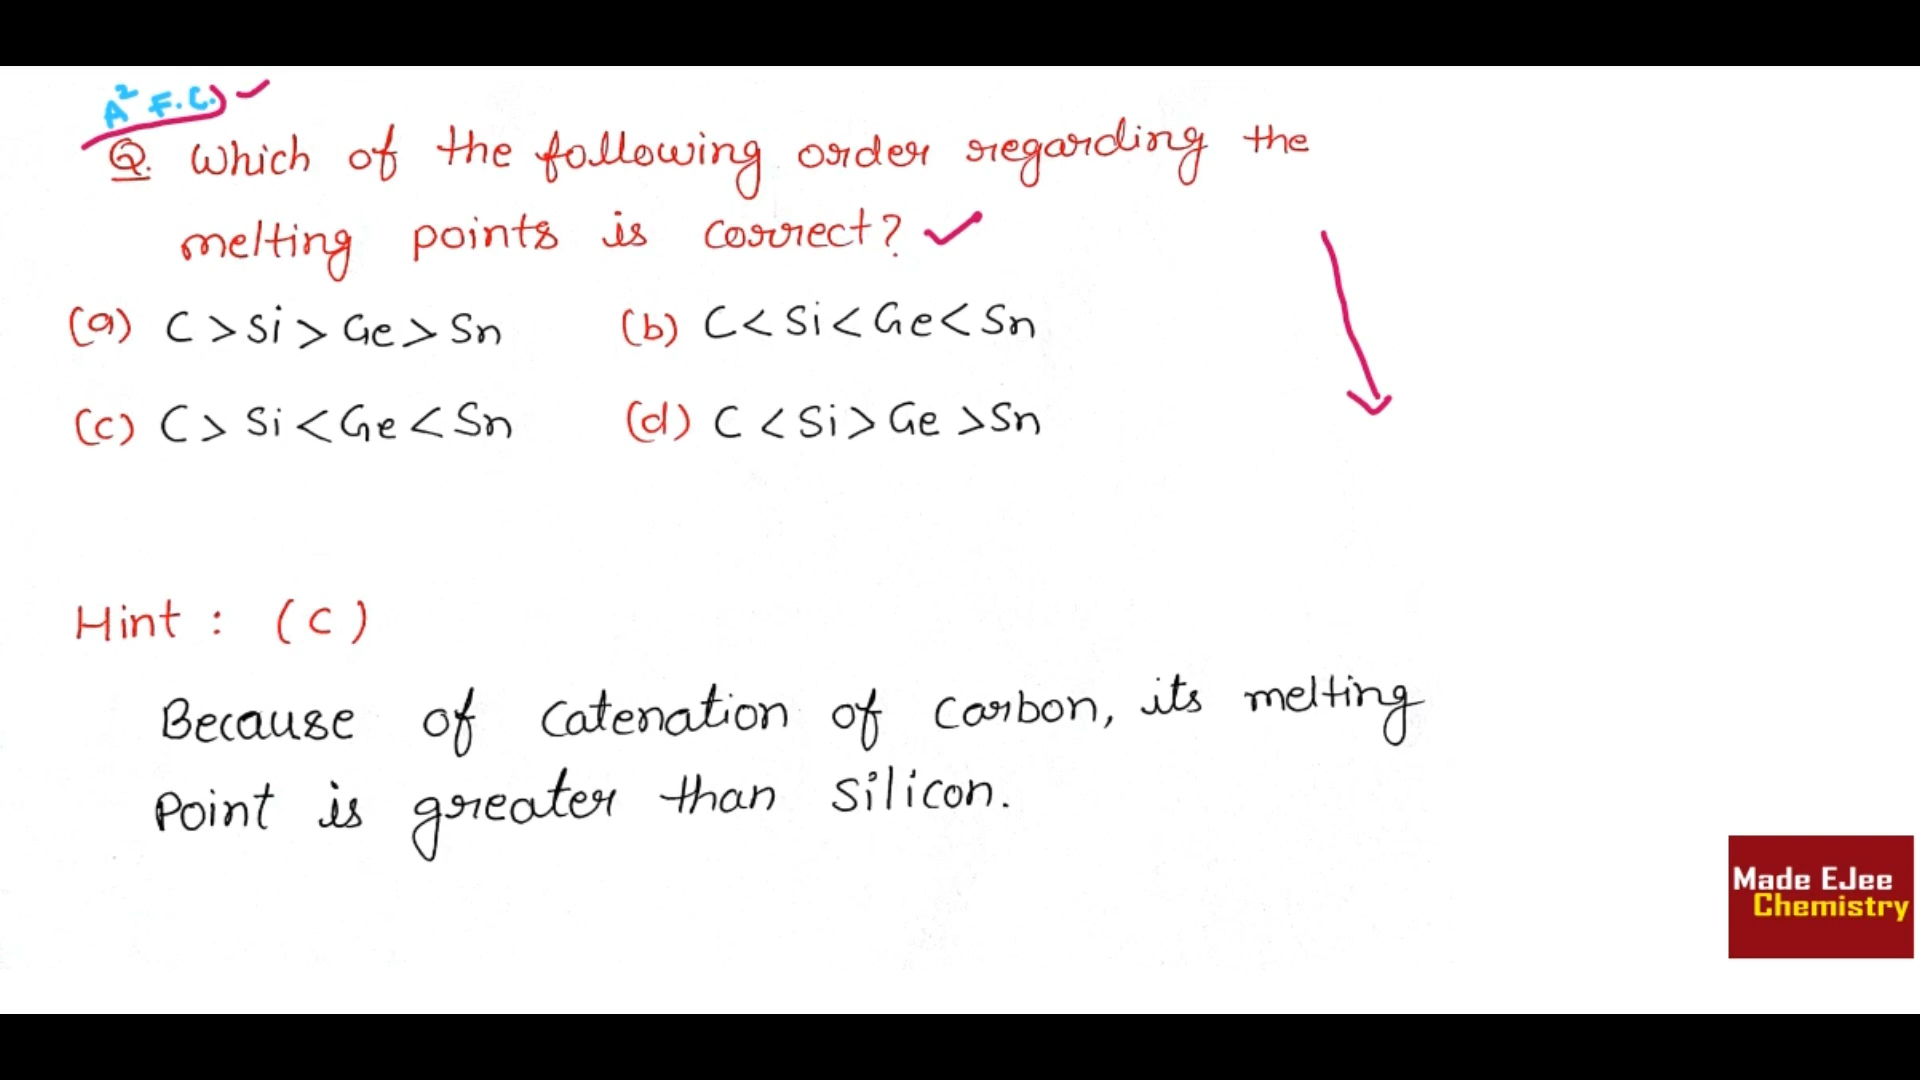 A² F.C.)
Q. Which of the following order regarding the
melting points is correct?
(a) C > Si > Ge > Sn (b) C < Si < Ge < Sn
(c) C > Si < Ge < Sn (d) C < Si > Ge > Sn
Hint : (C)
Because of Catenation of Carbon, its melting
Point is greater than Silicon.
Made EJee
Chemistry